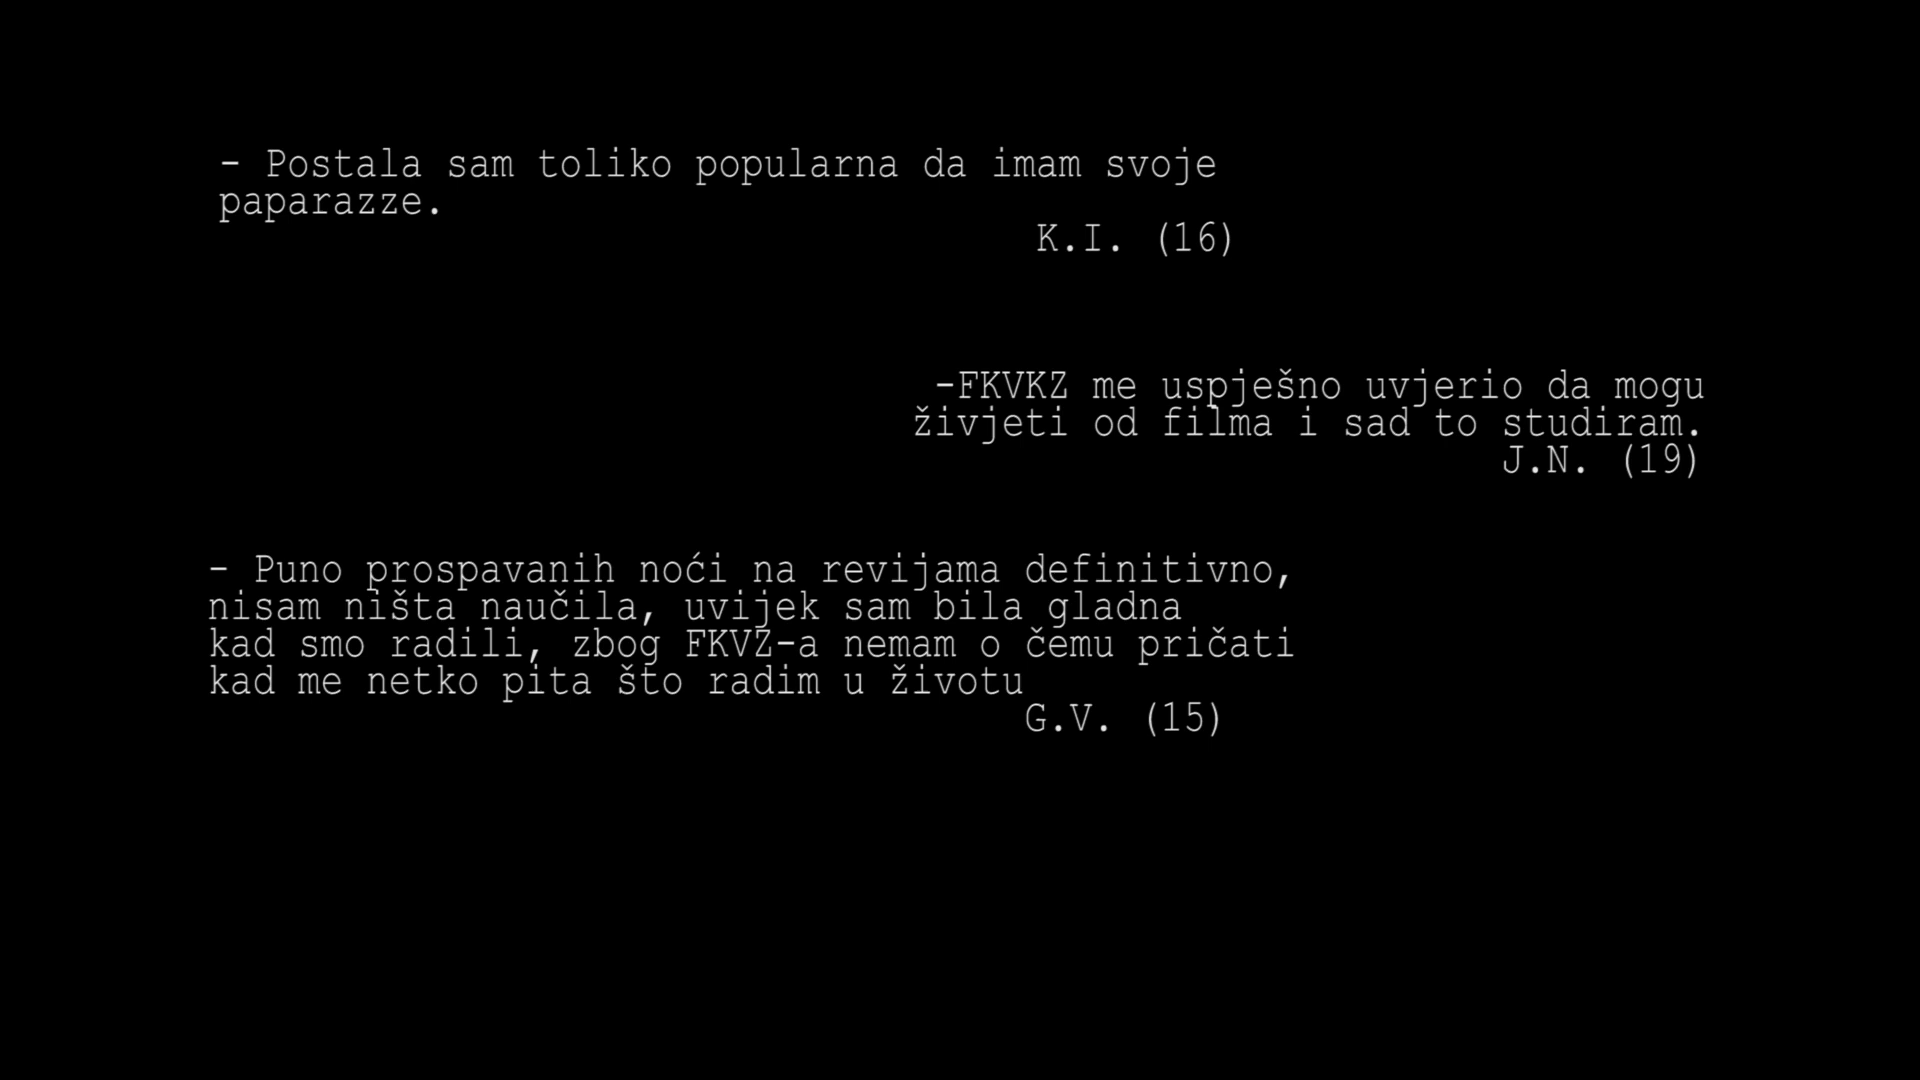 - Postala sam toliko popularna da imam svoje
paparazze.
K.I. (16)
-FKVKZ me uspješno uvjerio da mogu
živjeti od filma i sad to studiram.
J.N. (19)
- Puno prospavanih noći na revijama definitivno,
nisam ništa naučila, uvijek sam bila gladna
kad smo radili, zbog FKVZ-a nemam o čemu pričati
kad me netko pita što radim u životu
G.V. (15)